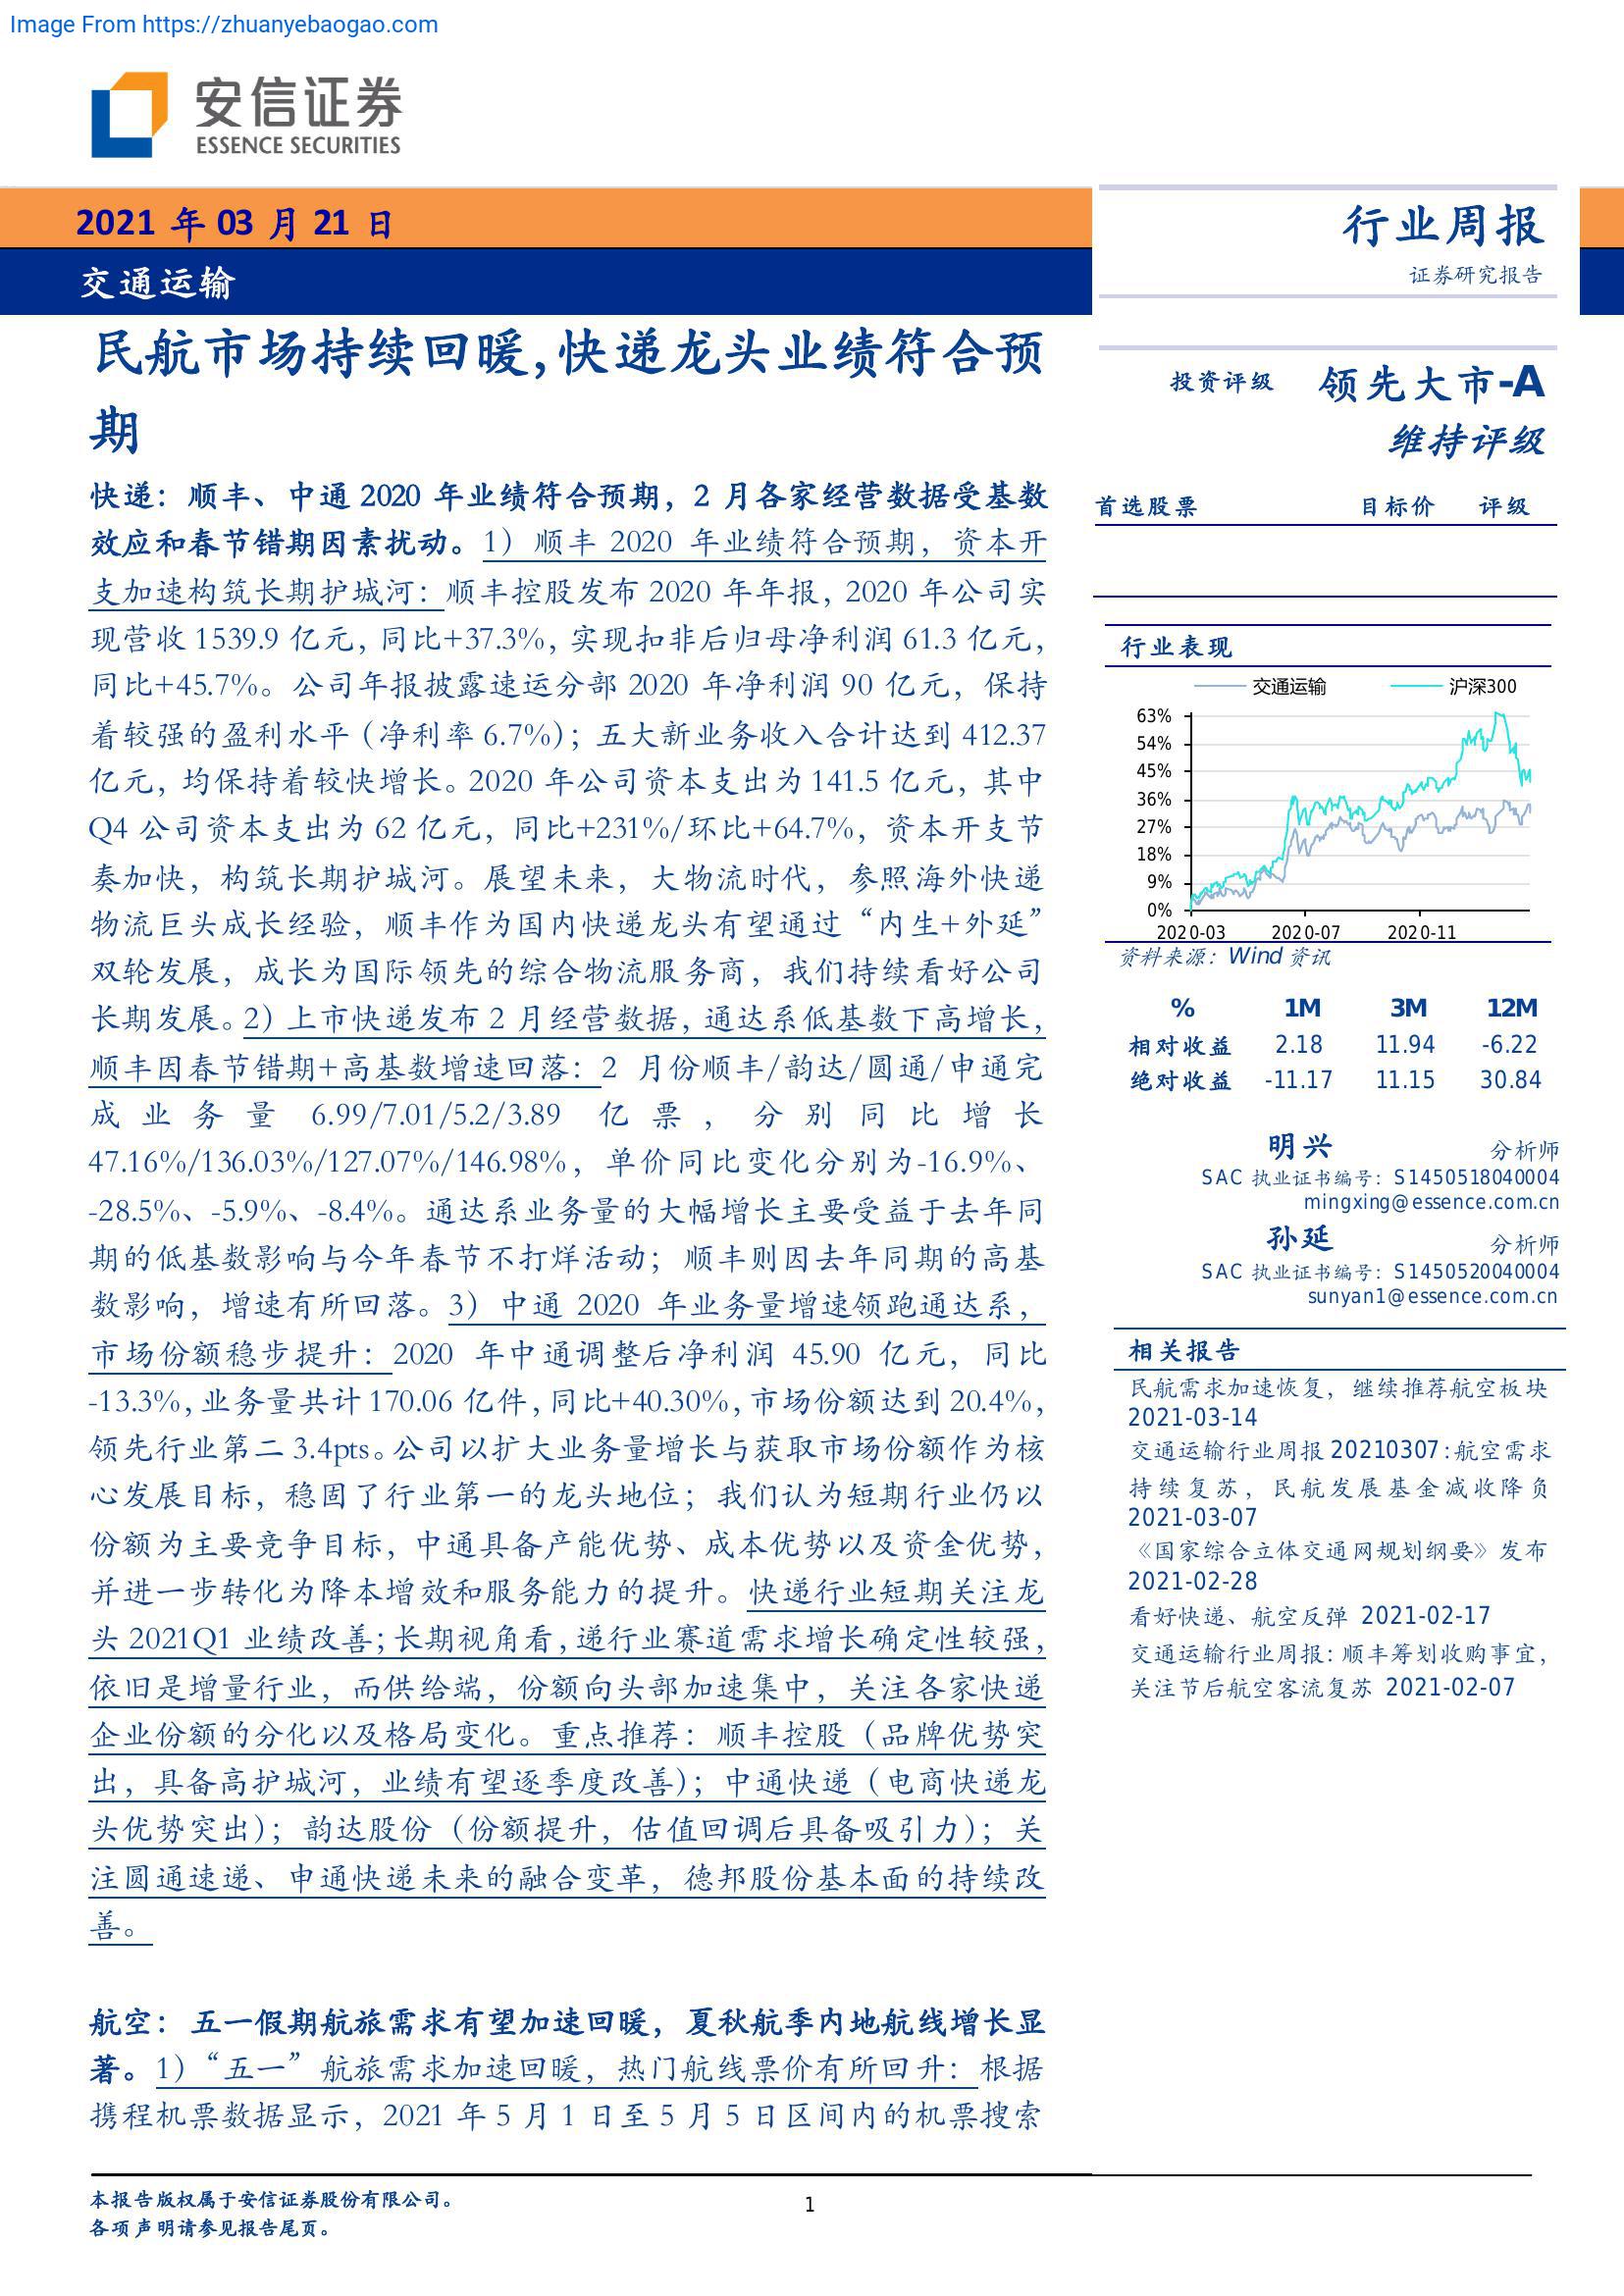 Image From https://zhuanyebaogao.com
安信证券
ESSENCE SECURITIES
2021 年 03 月 21 日
交通运输
行业周报
证券研究报告
民航市场持续回暖,快递龙头业绩符合预
期
快递：顺丰、中通 2020 年业绩符合预期，2 月各家经营数据受基数
效应和春节错期因素扰动。1）顺丰 2020 年业绩符合预期，资本开
支加速构筑长期护城河：顺丰控股发布 2020 年年报，2020 年公司实
现营收 1539.9 亿元，同比+37.3%，实现扣非后归母净利润 61.3 亿元，
同比+45.7%。公司年报披露速运分部 2020 年净利润 90 亿元，保持
着较强的盈利水平（净利率 6.7%）；五大新业务收入合计达到 412.37
亿元，均保持着较快增长。2020 年公司资本支出为 141.5 亿元，其中
Q4 公司资本支出为 62 亿元，同比+231%/环比+64.7%，资本开支节
奏加快，构筑长期护城河。展望未来，大物流时代，参照海外快递
物流巨头成长经验，顺丰作为国内快递龙头有望通过“内生+外延”
双轮发展，成长为国际领先的综合物流服务商，我们持续看好公司
长期发展。2）上市快递发布 2 月经营数据，通达系低基数下高增长，
顺丰因春节错期+高基数增速回落：2 月份顺丰/韵达/圆通/申通完
成业务量 6.99/7.01/5.2/3.89 亿票，分别同比增长
47.16%/136.03%/127.07%/146.98%，单价同比变化分别为-16.9%、
-28.5%、-5.9%、-8.4%。通达系业务量的大幅增长主要受益于去年同
期的低基数影响与今年春节不打烊活动；顺丰则因去年同期的高基
数影响，增速有所回落。3）中通 2020 年业务量增速领跑通达系，
市场份额稳步提升：2020 年中通调整后净利润 45.90 亿元，同比
-13.3%，业务量共计 170.06 亿件，同比+40.30%，市场份额达到 20.4%，
领先行业第二 3.4pts。公司以扩大业务量增长与获取市场份额作为核
心发展目标，稳固了行业第一的龙头地位；我们认为短期行业仍以
份额为主要竞争目标，中通具备产能优势、成本优势以及资金优势，
并进一步转化为降本增效和服务能力的提升。快递行业短期关注龙
头 2021Q1 业绩改善；长期视角看，递行业赛道需求增长确定性较强，
依旧是增量行业，而供给端，份额向头部加速集中，关注各家快递
企业份额的分化以及格局变化。重点推荐：顺丰控股（品牌优势突
出，具备高护城河，业绩有望逐季度改善）；中通快递（电商快递龙
头优势突出）；韵达股份（份额提升，估值回调后具备吸引力）；关
注圆通速递、申通快递未来的融合变革，德邦股份基本面的持续改
善。
航空：五一假期航旅需求有望加速回暖，夏秋航季内地航线增长显
著。1）“五一”航旅需求加速回暖，热门航线票价有所回升：根据
携程机票数据显示，2021 年 5 月 1 日至 5 月 5 日区间内的机票搜索
投资评级 领先大市-A
维持评级
首选股票 目标价 评级
行业表现
交通运输 沪深300
63%
54%
45%
36%
27%
18%
9%
0%
2020-03 2020-07 2020-11
资料来源：Wind 资讯
% 1M 3M 12M
相对收益 2.18 11.94 -6.22
绝对收益 -11.17 11.15 30.84
明兴 分析师
SAC 执业证书编号：S1450518040004
mingxing@essence.com.cn
孙延 分析师
SAC 执业证书编号：S1450520040004
sunyan1@essence.com.cn
相关报告
民航需求加速恢复，继续推荐航空板块
2021-03-14
交通运输行业周报 20210307：航空需求
持续复苏，民航发展基金减收降负
2021-03-07
《国家综合立体交通网规划纲要》发布
2021-02-28
看好快递、航空反弹 2021-02-17
交通运输行业周报：顺丰筹划收购事宜，
关注节后航空客流复苏 2021-02-07
本报告版权属于安信证券股份有限公司。
各项声明请参见报告尾页。
1